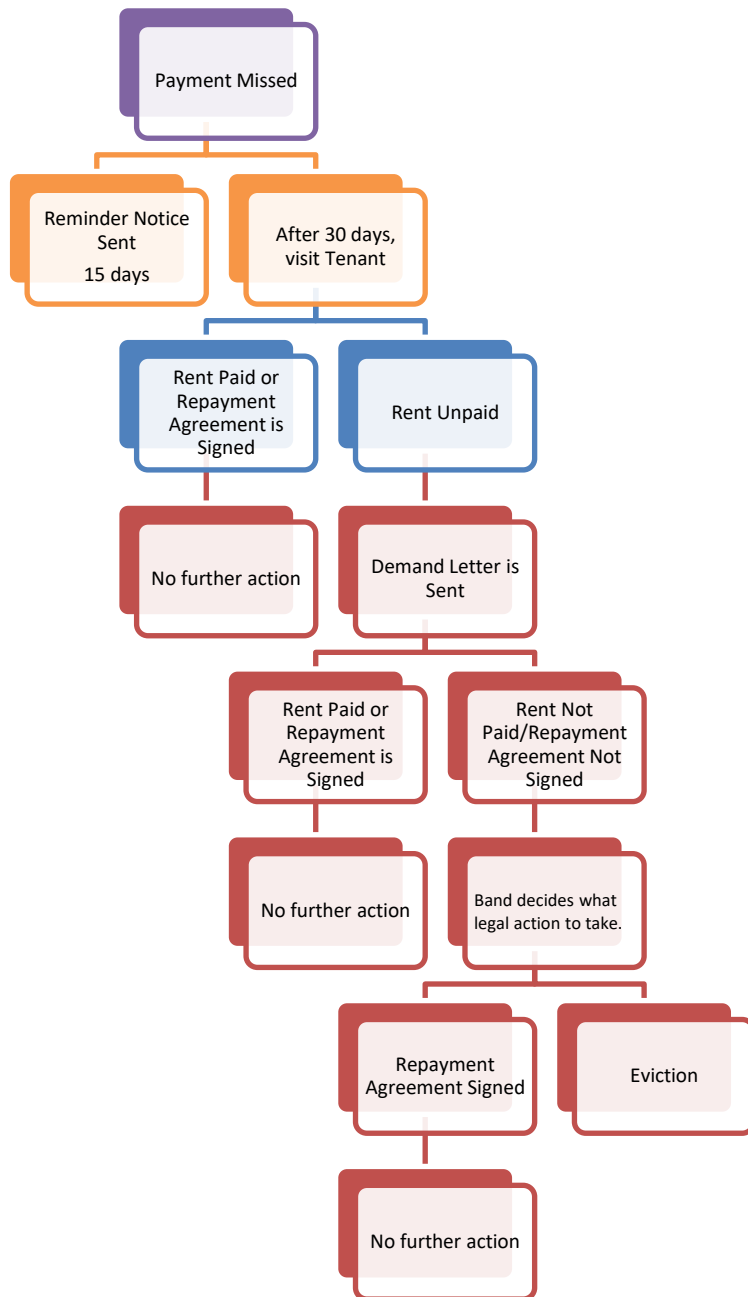 Payment Missed
Reminder Notice
Sent
15 days
After 30 days,
visit Tenant
Rent Paid or
Repayment
Agreement is
Signed
Rent Unpaid
No further action
Demand Letter is
Sent
Rent Paid or
Repayment
Agreement is
Signed
Rent Not
Paid/Repayment
Agreement Not
Signed
No further action
Band decides what
legal action to take.
Repayment
Agreement Signed
Eviction
No further action